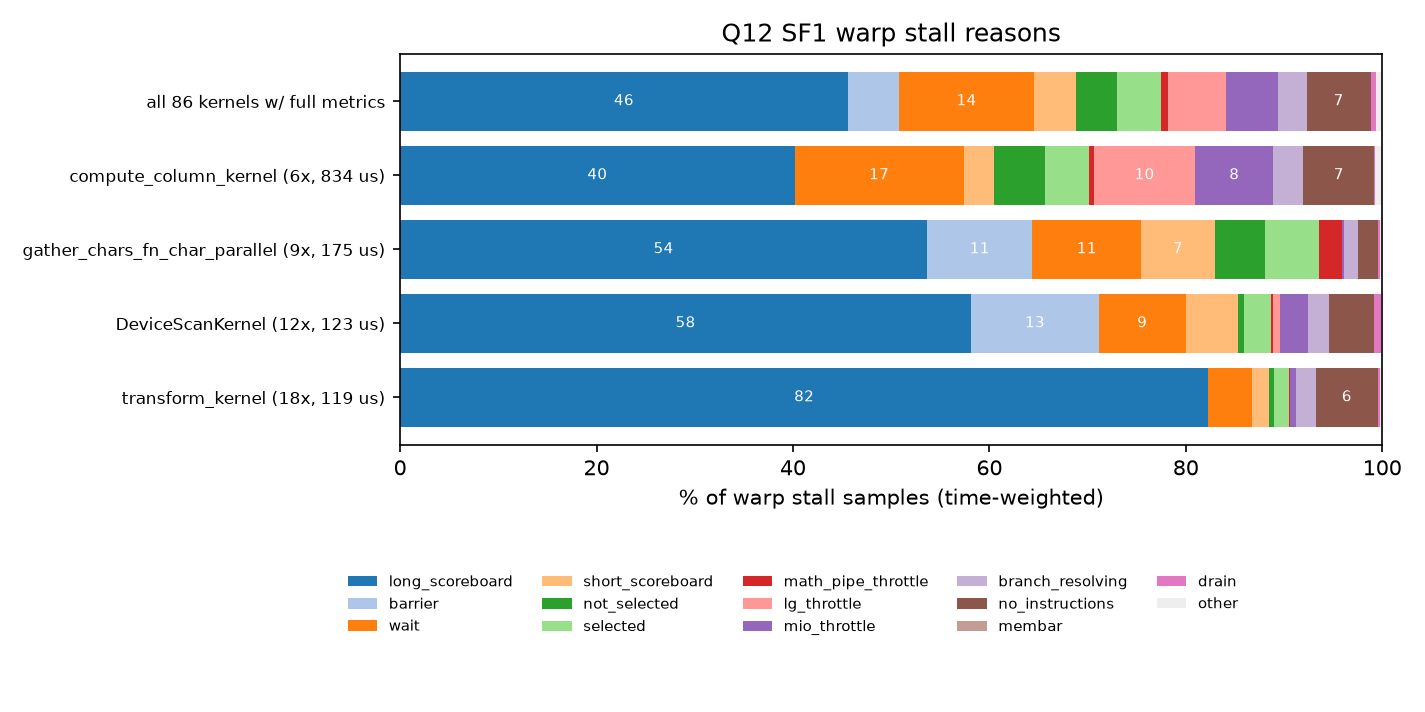 Q12 SF1 warp stall reasons
all 86 kernels w/ full metrics
46 14 7
compute_column_kernel (6x, 834 us)
40 17 10 8 7
gather_chars_fn_char_parallel (9x, 175 us)
54 11 11 7
DeviceScanKernel (12x, 123 us)
58 13 9
transform_kernel (18x, 119 us)
82 6
0 20 40 60 80 100
% of warp stall samples (time-weighted)
long_scoreboard short_scoreboard math_pipe_throttle branch_resolving drain
barrier not_selected lg_throttle no_instructions other
wait selected mio_throttle membar